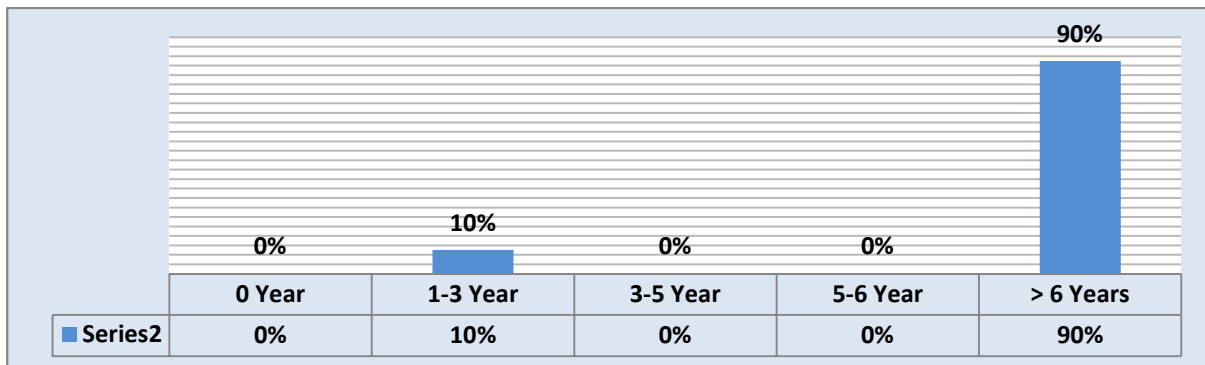 90%
10%
0% 0% 0%
0 Year 1-3 Year 3-5 Year 5-6 Year > 6 Years
Series2 0% 10% 0% 0% 90%